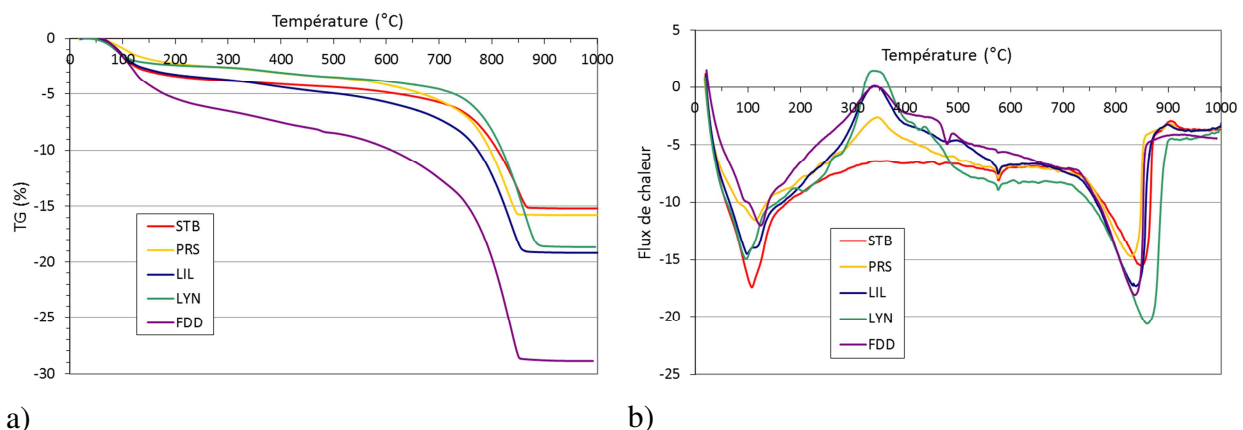 Température (°C)
0
-5
-10
-15
-20
-25
-30
0 100 200 300 400 500 600 700 800 900 1000
TG (%)
STB
PRS
LIL
LYN
FDD
a)
5
0
-5
-10
-15
-20
-25
Température (°C)
0 100 200 300 400 500 600 700 800 900 1000
Flux de chaleur
STB
PRS
LIL
LYN
FDD
b)